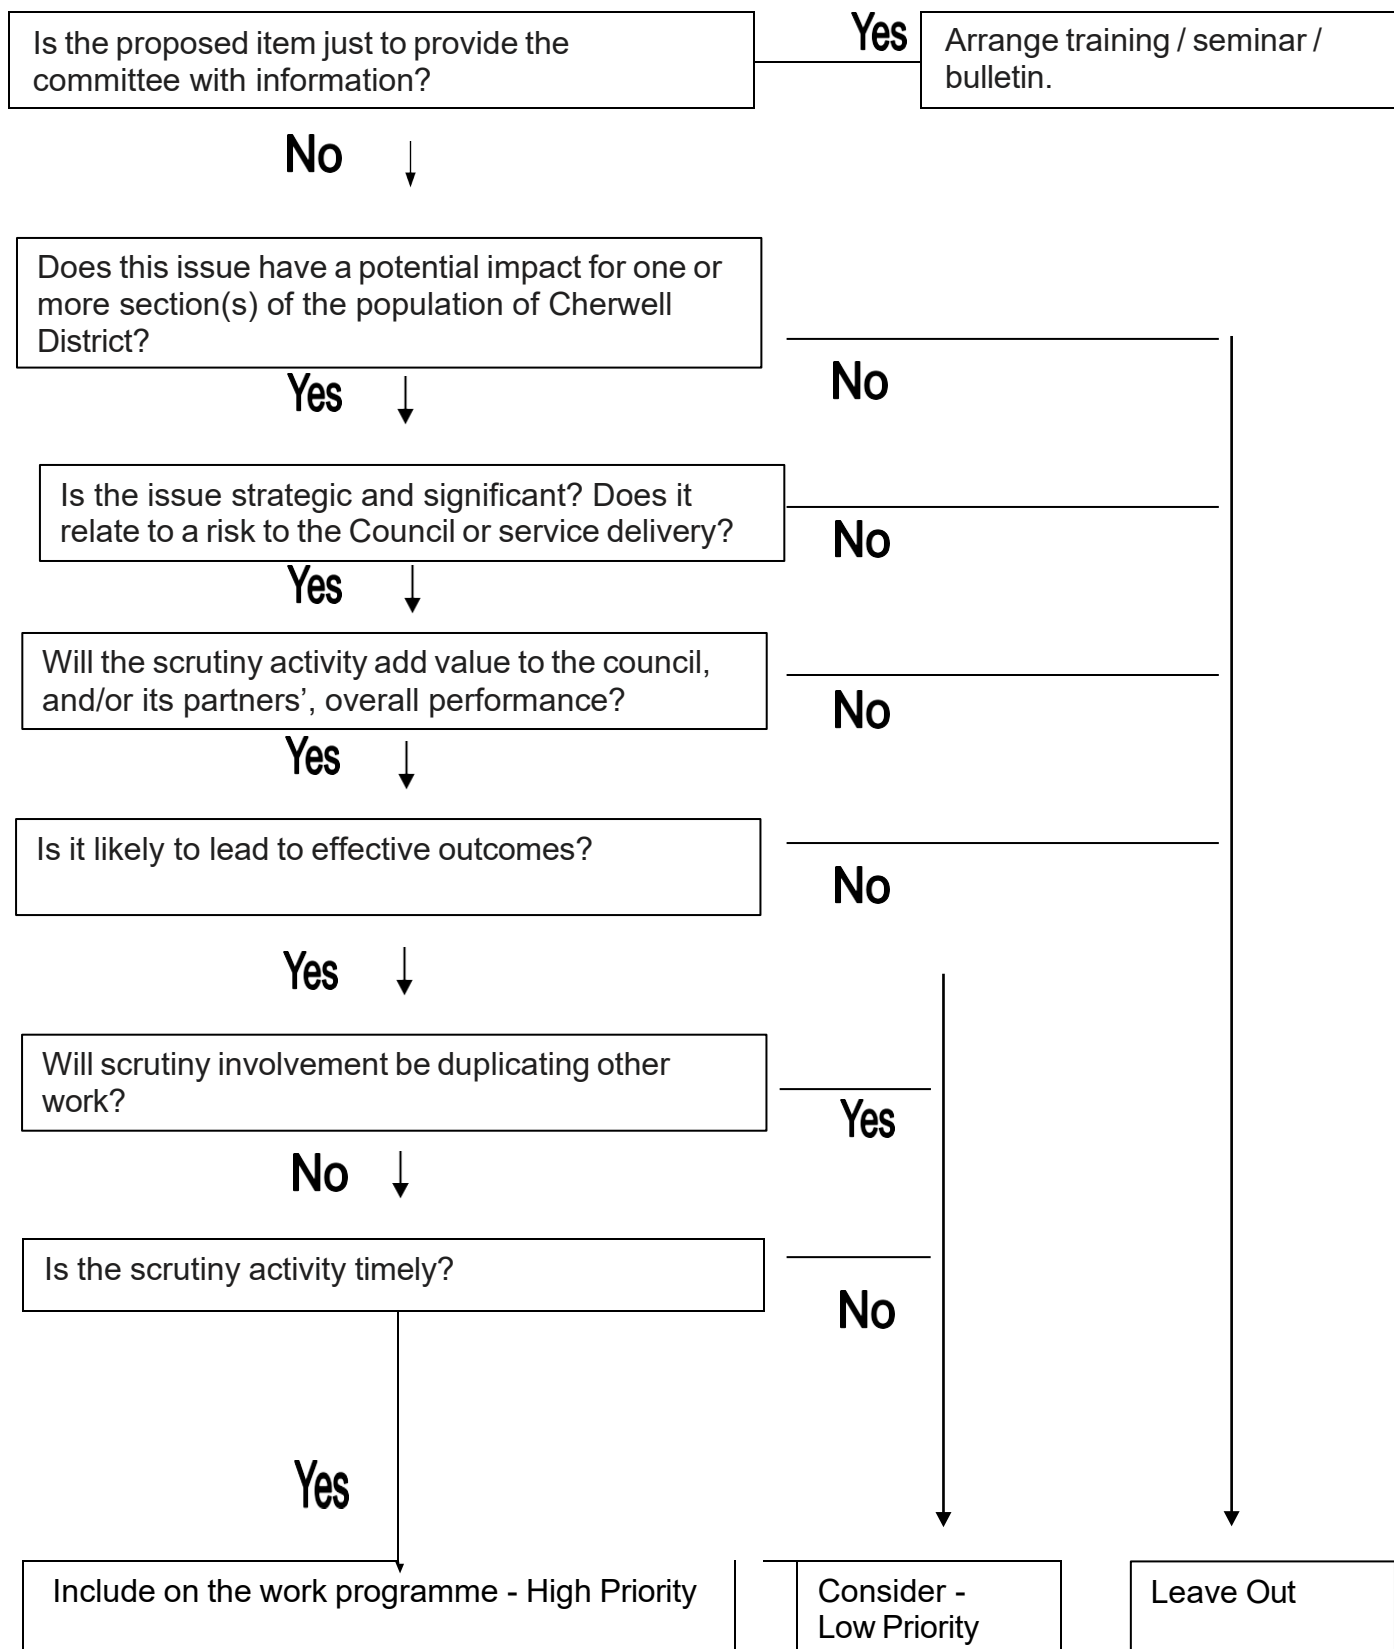 Is the proposed item just to provide the
committee with information?
Yes
Arrange training / seminar /
bulletin.
No
Does this issue have a potential impact for one or
more section(s) of the population of Cherwell
District?
No
Yes
Is the issue strategic and significant? Does it
relate to a risk to the Council or service delivery?
No
Yes
Will the scrutiny activity add value to the council,
and/or its partners’, overall performance?
No
Yes
Is it likely to lead to effective outcomes?
No
Yes
Will scrutiny involvement be duplicating other
work?
Yes
No
Is the scrutiny activity timely?
No
Yes
Include on the work programme - High Priority
Consider -
Low Priority
Leave Out